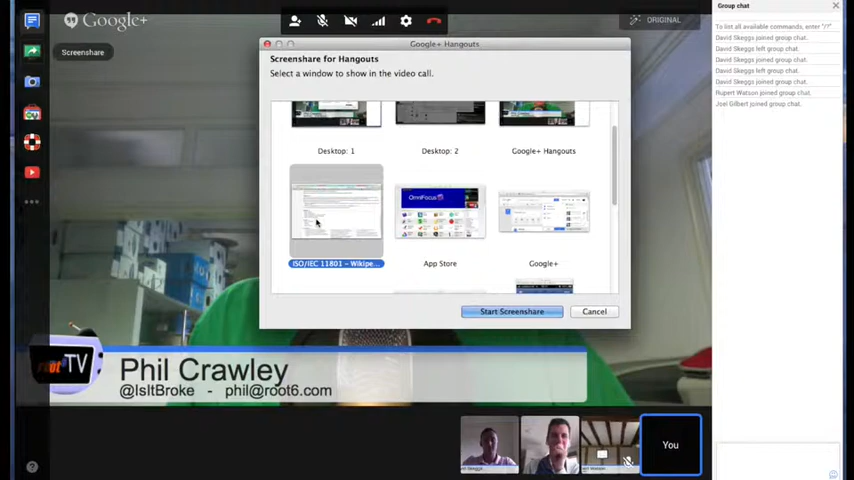 Google+
Screenshare
ORIGINAL
Google+ Hangouts
Screenshare for Hangouts
Select a window to show in the video call.
Desktop: 1
Desktop: 2
Google+ Hangouts
OmniFocus
ISO/IEC 11801 – Wikipe...
App Store
Google+
Start Screenshare
Cancel
root6 TV
Phil Crawley
@IsItBroke - phil@root6.com
You
Group chat
To list all available commands, enter "/?"
David Skeggs joined group chat.
David Skeggs left group chat.
David Skeggs joined group chat.
David Skeggs left group chat.
David Skeggs joined group chat.
Rupert Watson joined group chat.
Joel Gilbert joined group chat.